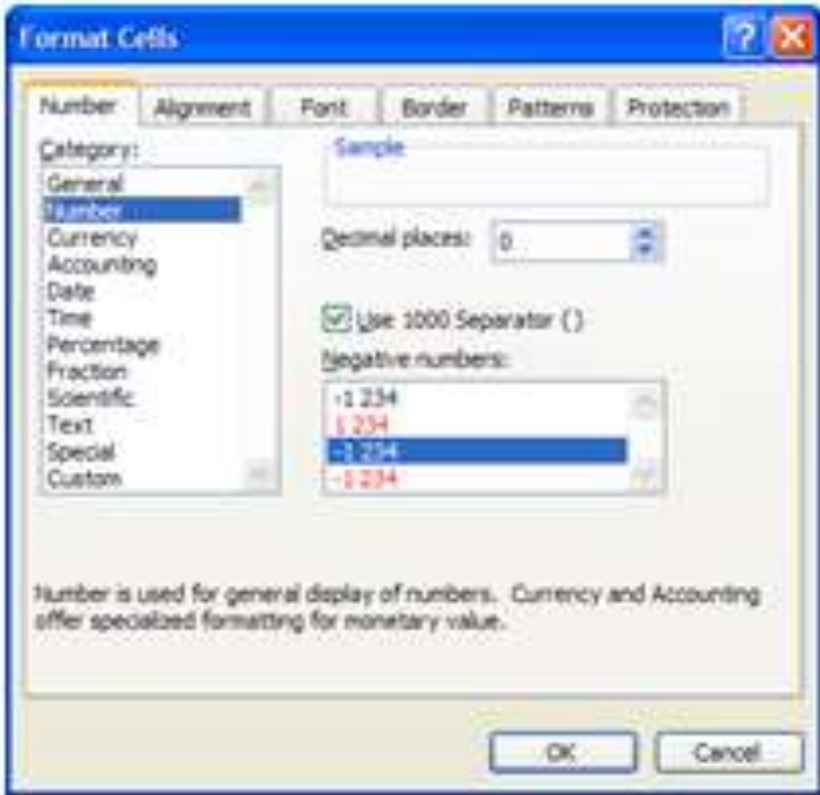 Format Cells
Number Alignment Font Border Patterns Protection
Category:
General
Number
Currency
Accounting
Date
Time
Percentage
Fraction
Scientific
Text
Special
Custom
Sample
Decimal places: 0
Use 1000 Separator ( )
Negative numbers:
-1 234
1 234
-1 234
-1 234
Number is used for general display of numbers. Currency and Accounting
offer specialized formatting for monetary value.
OK Cancel